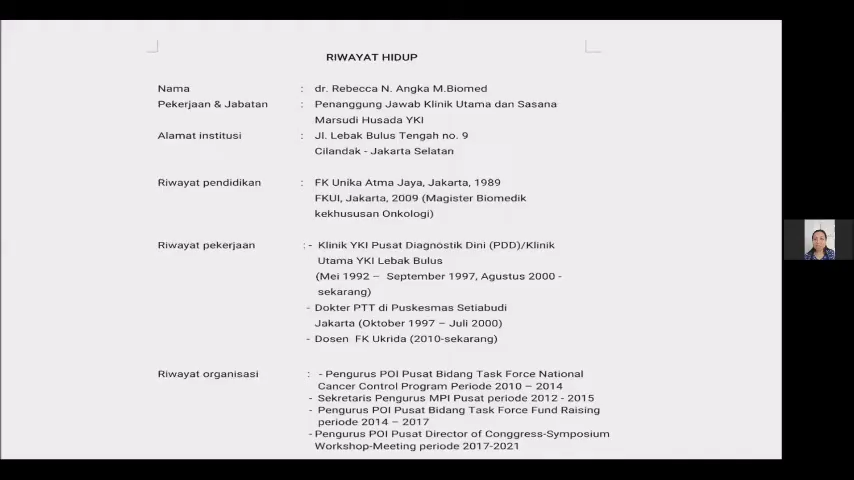 RIWAYAT HIDUP
Nama : dr. Rebecca N. Angka M.Biomed
Pekerjaan & Jabatan : Penanggung Jawab Klinik Utama dan Sasana
Marsudi Husada YKI
Alamat institusi : Jl. Lebak Bulus Tengah no. 9
Cilandak - Jakarta Selatan
Riwayat pendidikan : FK Unika Atma Jaya, Jakarta, 1989
FKUI, Jakarta, 2009 (Magister Biomedik
kekhususan Onkologi)
Riwayat pekerjaan : - Klinik YKI Pusat Diagnostik Dini (PDD)/Klinik
Utama YKI Lebak Bulus
(Mei 1992 – September 1997, Agustus 2000 -
sekarang)
- Dokter PTT di Puskesmas Setiabudi
Jakarta (Oktober 1997 – Juli 2000)
- Dosen FK Ukrida (2010-sekarang)
Riwayat organisasi : - Pengurus POI Pusat Bidang Task Force National
Cancer Control Program Periode 2010 – 2014
- Sekretaris Pengurus MPI Pusat periode 2012 - 2015
- Pengurus POI Pusat Bidang Task Force Fund Raising
periode 2014 – 2017
- Pengurus POI Pusat Director of Conggress-Symposium
Workshop-Meeting periode 2017-2021